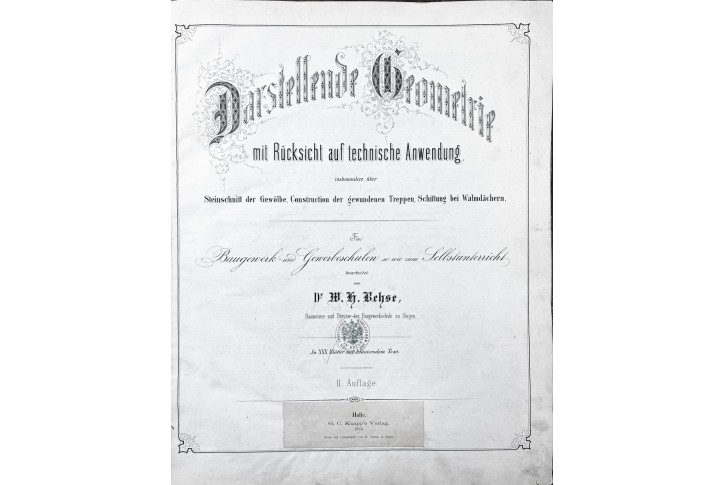 Darstellende Geometrie
mit Rücksicht auf technische Anwendung,
insbesondere über
Steinschnitt der Gewölbe, Construction der gewundenen Treppen, Schiftung bei Walmdächern.
Für
Baugewerk- und Gewerbeschulen so wie zum Selbstunterricht
bearbeitet
von
Dr W. H. Behse,
Baumeister und Director der Baugewerkschule zu Siegen
In XXX Blätter mit erläuterndem Text.
II. Auflage
Halle,
G. C. Knapp's Verlag.